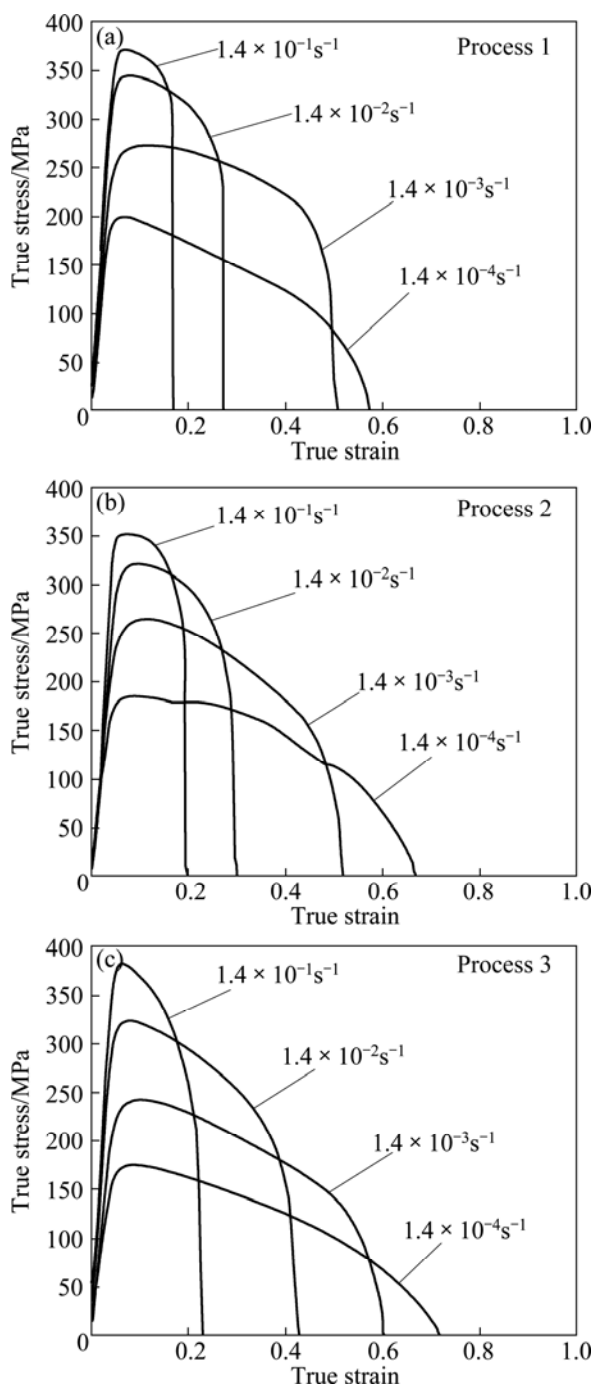 (a)
Process 1
400
350
300
250
200
150
100
50
0
True stress/MPa
1.4 × 10⁻¹s⁻¹
1.4 × 10⁻²s⁻¹
1.4 × 10⁻³s⁻¹
1.4 × 10⁻⁴s⁻¹
0.2
0.4
0.6
0.8
1.0
True strain
(b)
Process 2
400
350
300
250
200
150
100
50
0
True stress/MPa
1.4 × 10⁻¹s⁻¹
1.4 × 10⁻²s⁻¹
1.4 × 10⁻³s⁻¹
1.4 × 10⁻⁴s⁻¹
0.2
0.4
0.6
0.8
1.0
True strain
(c)
Process 3
400
350
300
250
200
150
100
50
0
True stress/MPa
1.4 × 10⁻¹s⁻¹
1.4 × 10⁻²s⁻¹
1.4 × 10⁻³s⁻¹
1.4 × 10⁻⁴s⁻¹
0.2
0.4
0.6
0.8
1.0
True strain